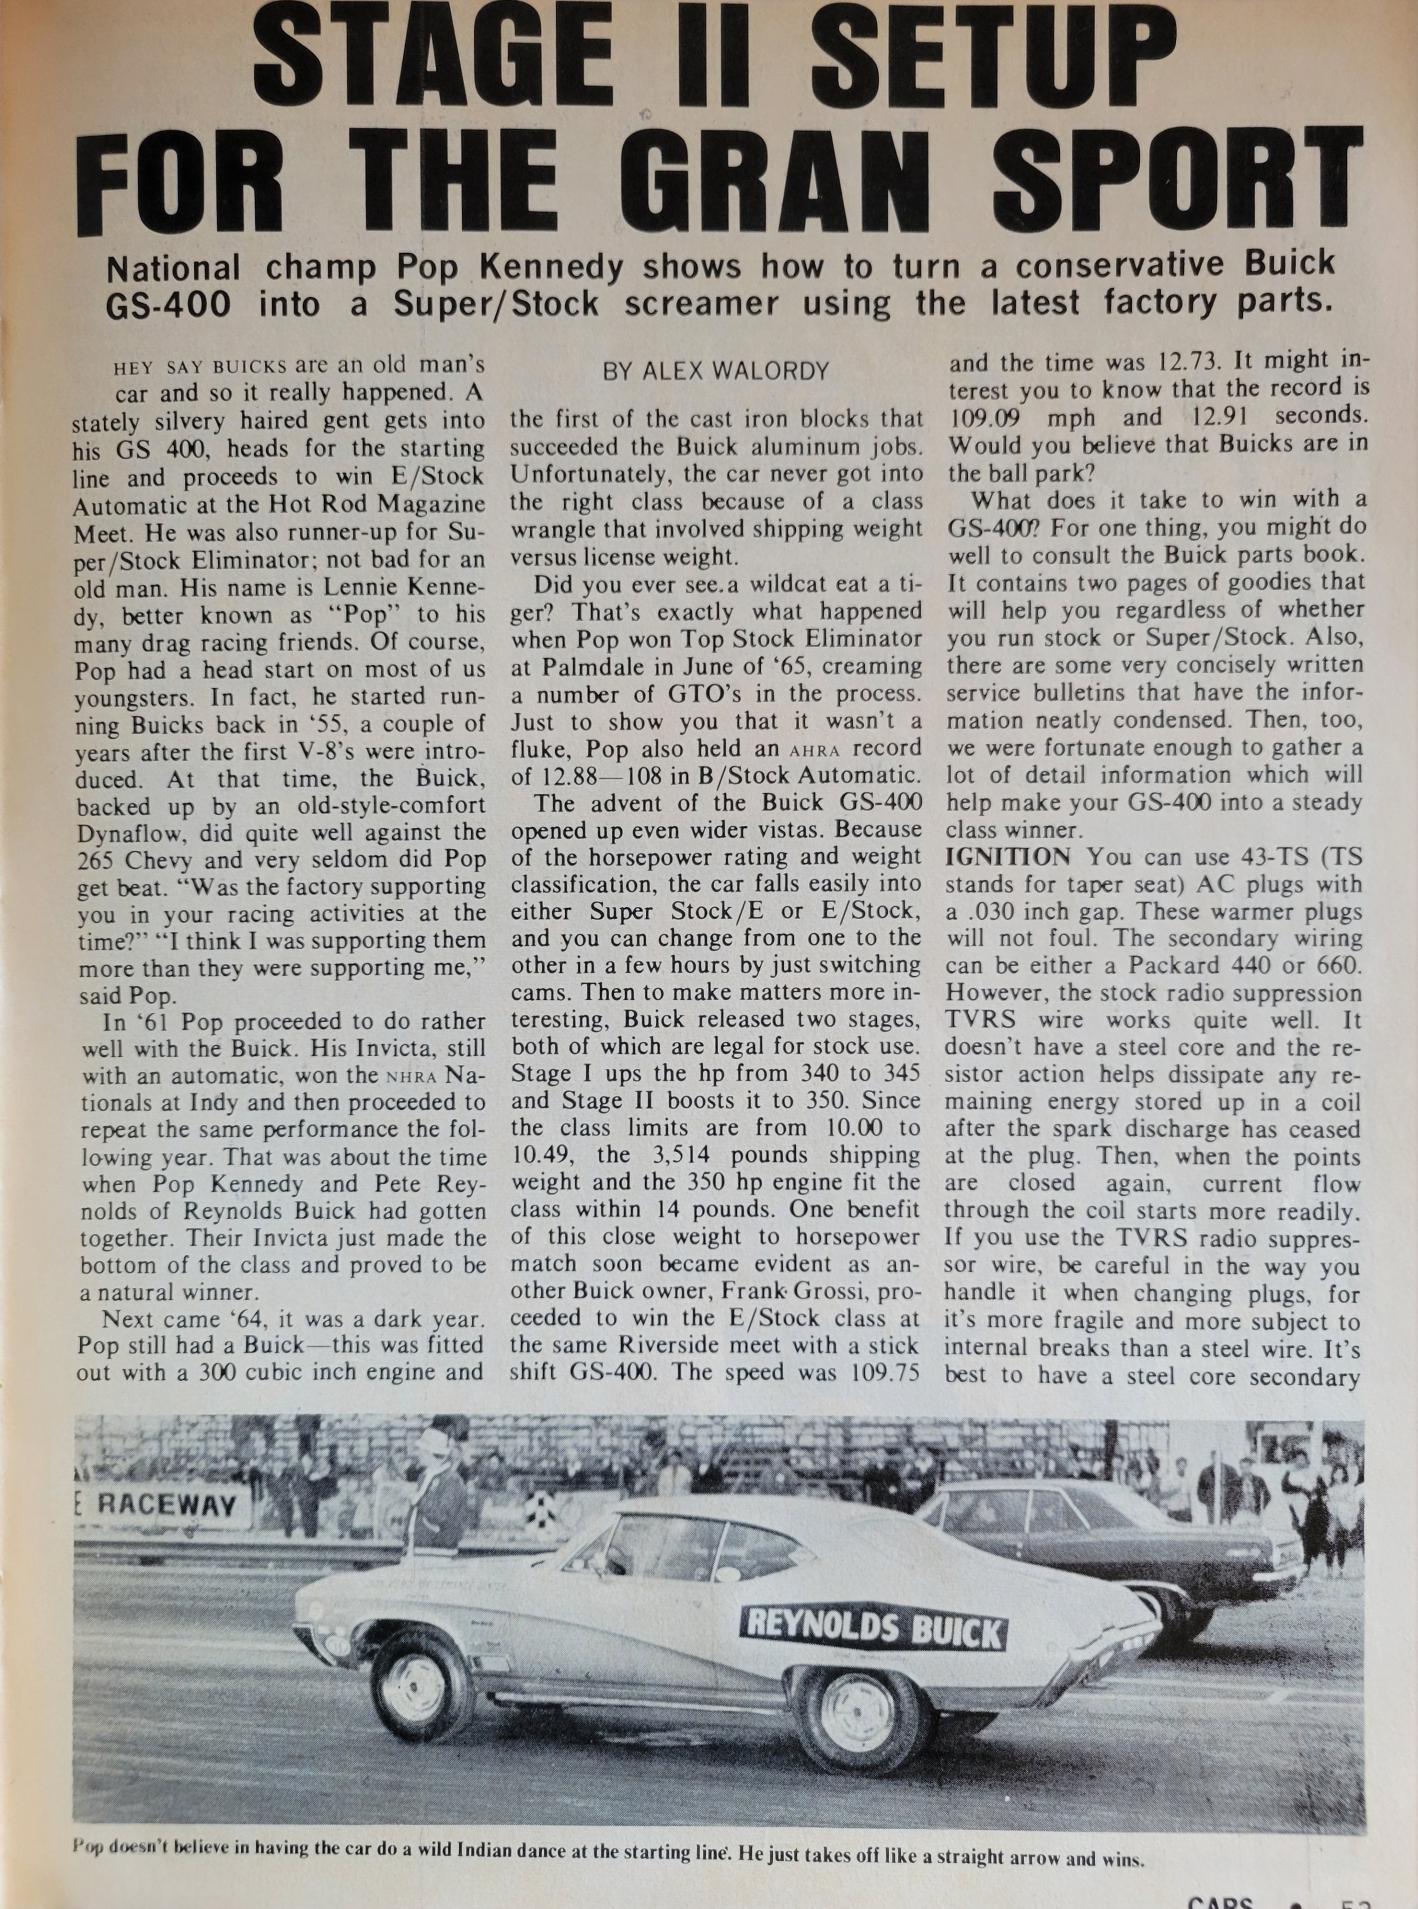 STAGE II SETUP
FOR THE GRAN SPORT
National champ Pop Kennedy shows how to turn a conservative Buick
GS-400 into a Super/Stock screamer using the latest factory parts.
HEY SAY BUICKS are an old man's
car and so it really happened. A
stately silvery haired gent gets into
his GS 400, heads for the starting
line and proceeds to win E/Stock
Automatic at the Hot Rod Magazine
Meet. He was also runner-up for Su-
per/Stock Eliminator; not bad for an
old man. His name is Lennie Kenne-
dy, better known as "Pop" to his
many drag racing friends. Of course,
Pop had a head start on most of us
youngsters. In fact, he started run-
ning Buicks back in '55, a couple of
years after the first V-8's were intro-
duced. At that time, the Buick,
backed up by an old-style-comfort
Dynaflow, did quite well against the
265 Chevy and very seldom did Pop
get beat. "Was the factory supporting
you in your racing activities at the
time?" "I think I was supporting them
more than they were supporting me,"
said Pop.
In '61 Pop proceeded to do rather
well with the Buick. His Invicta, still
with an automatic, won the NHRA Na-
tionals at Indy and then proceeded to
repeat the same performance the fol-
lowing year. That was about the time
when Pop Kennedy and Pete Rey-
nolds of Reynolds Buick had gotten
together. Their Invicta just made the
bottom of the class and proved to be
a natural winner.
Next came '64, it was a dark year.
Pop still had a Buick—this was fitted
out with a 300 cubic inch engine and
BY ALEX WALORDY
the first of the cast iron blocks that
succeeded the Buick aluminum jobs.
Unfortunately, the car never got into
the right class because of a class
wrangle that involved shipping weight
versus license weight.
Did you ever see.a wildcat eat a ti-
ger? That's exactly what happened
when Pop won Top Stock Eliminator
at Palmdale in June of '65, creaming
a number of GTO's in the process.
Just to show you that it wasn't a
fluke, Pop also held an AHRA record
of 12.88—108 in B/Stock Automatic.
The advent of the Buick GS-400
opened up even wider vistas. Because
of the horsepower rating and weight
classification, the car falls easily into
either Super Stock/E or E/Stock,
and you can change from one to the
other in a few hours by just switching
cams. Then to make matters more in-
teresting, Buick released two stages,
both of which are legal for stock use.
Stage I ups the hp from 340 to 345
and Stage II boosts it to 350. Since
the class limits are from 10.00 to
10.49, the 3,514 pounds shipping
weight and the 350 hp engine fit the
class within 14 pounds. One benefit
of this close weight to horsepower
match soon became evident as an-
other Buick owner, Frank Grossi, pro-
ceeded to win the E/Stock class at
the same Riverside meet with a stick
shift GS-400. The speed was 109.75
and the time was 12.73. It might in-
terest you to know that the record is
109.09 mph and 12.91 seconds.
Would you believe that Buicks are in
the ball park?
What does it take to win with a
GS-400? For one thing, you might do
well to consult the Buick parts book.
It contains two pages of goodies that
will help you regardless of whether
you run stock or Super/Stock. Also,
there are some very concisely written
service bulletins that have the infor-
mation neatly condensed. Then, too,
we were fortunate enough to gather a
lot of detail information which will
help make your GS-400 into a steady
class winner.
IGNITION You can use 43-TS (TS
stands for taper seat) AC plugs with
a .030 inch gap. These warmer plugs
will not foul. The secondary wiring
can be either a Packard 440 or 660.
However, the stock radio suppression
TVRS wire works quite well. It
doesn't have a steel core and the re-
sistor action helps dissipate any re-
maining energy stored up in a coil
after the spark discharge has ceased
at the plug. Then, when the points
are closed again, current flow
through the coil starts more readily.
If you use the TVRS radio suppres-
sor wire, be careful in the way you
handle it when changing plugs, for
it's more fragile and more subject to
internal breaks than a steel wire. It's
best to have a steel core secondary
E RACEWAY
REYNOLDS BUICK
Pop doesn't believe in having the car do a wild Indian dance at the starting line. He just takes off like a straight arrow and wins.
CARS •